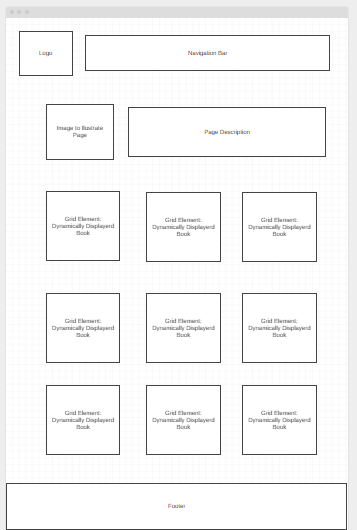 Logo
Navigation Bar
Image to Illustrate
Page
Page Description
Grid Element:
Dynamically Displayerd
Book
Grid Element:
Dynamically Displayerd
Book
Grid Element:
Dynamically Displayerd
Book
Grid Element:
Dynamically Displayerd
Book
Grid Element:
Dynamically Displayerd
Book
Grid Element:
Dynamically Displayerd
Book
Grid Element:
Dynamically Displayerd
Book
Grid Element:
Dynamically Displayerd
Book
Grid Element:
Dynamically Displayerd
Book
Footer